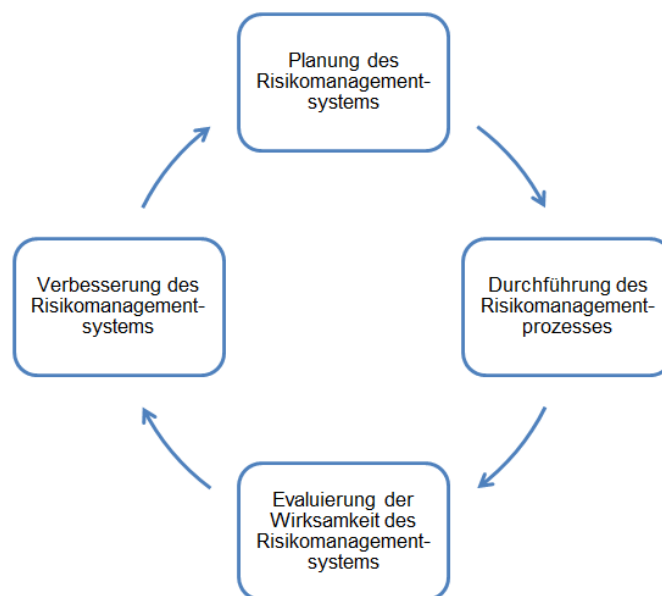 Planung des
Risikomanagement-
systems
Verbesserung des
Risikomanagement-
systems
Durchführung des
Risikomanagement-
prozesses
Evaluierung der
Wirksamkeit des
Risikomanagement-
systems